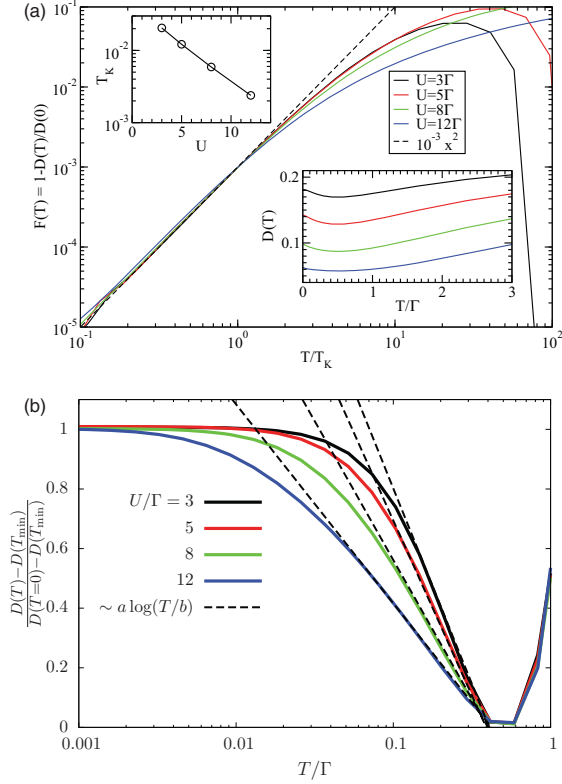 (a)
10^-1
10^-2
10^-3
10^-4
10^-5
F(T) = 1-D(T)/D(0)
10^-1
10^0
10^1
10^2
T/T_K
10^-2
10^-3
T_K
0
5
10
U
U=3Γ
U=5Γ
U=8Γ
U=12Γ
10^-3 x^2
0.2
0.1
D(T)
0
1
2
3
T/Γ
(b)
1
0.8
0.6
0.4
0.2
0
D(T)−D(T_min)
D(T=0)−D(T_min)
U/Γ = 3
5
8
12
∼ a log(T/b)
0.001
0.01
0.1
1
T/Γ